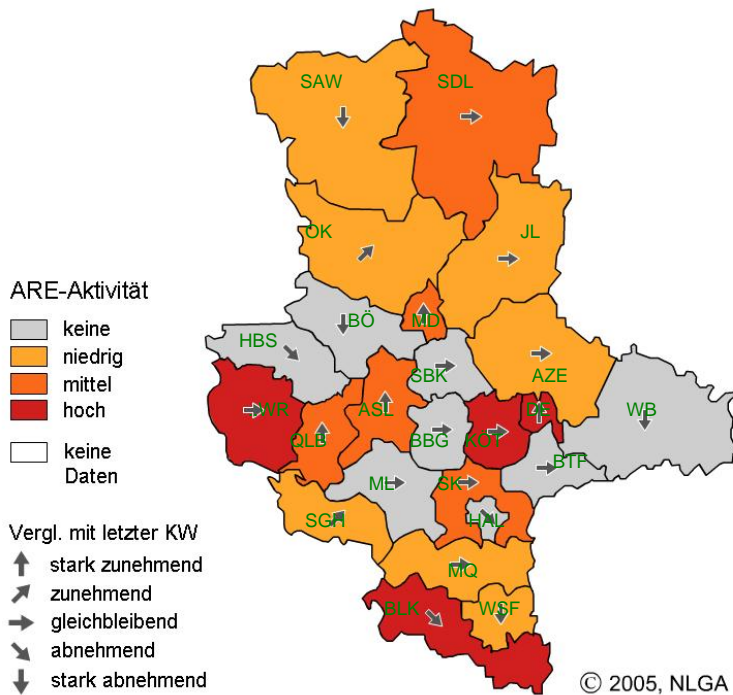 SAW
SDL
OK
JL
ARE-Aktivität
keine
niedrig
mittel
hoch
keine
Daten
BÖ
MD
HBS
SBK
AZE
WR
ASL
DE
WB
QLB
BBG
KÖT
BTF
ML
SK
SGH
HAL
MQ
BLK
WSF
Vergl. mit letzter KW
stark zunehmend
zunehmend
gleichbleibend
abnehmend
stark abnehmend
© 2005, NLGA